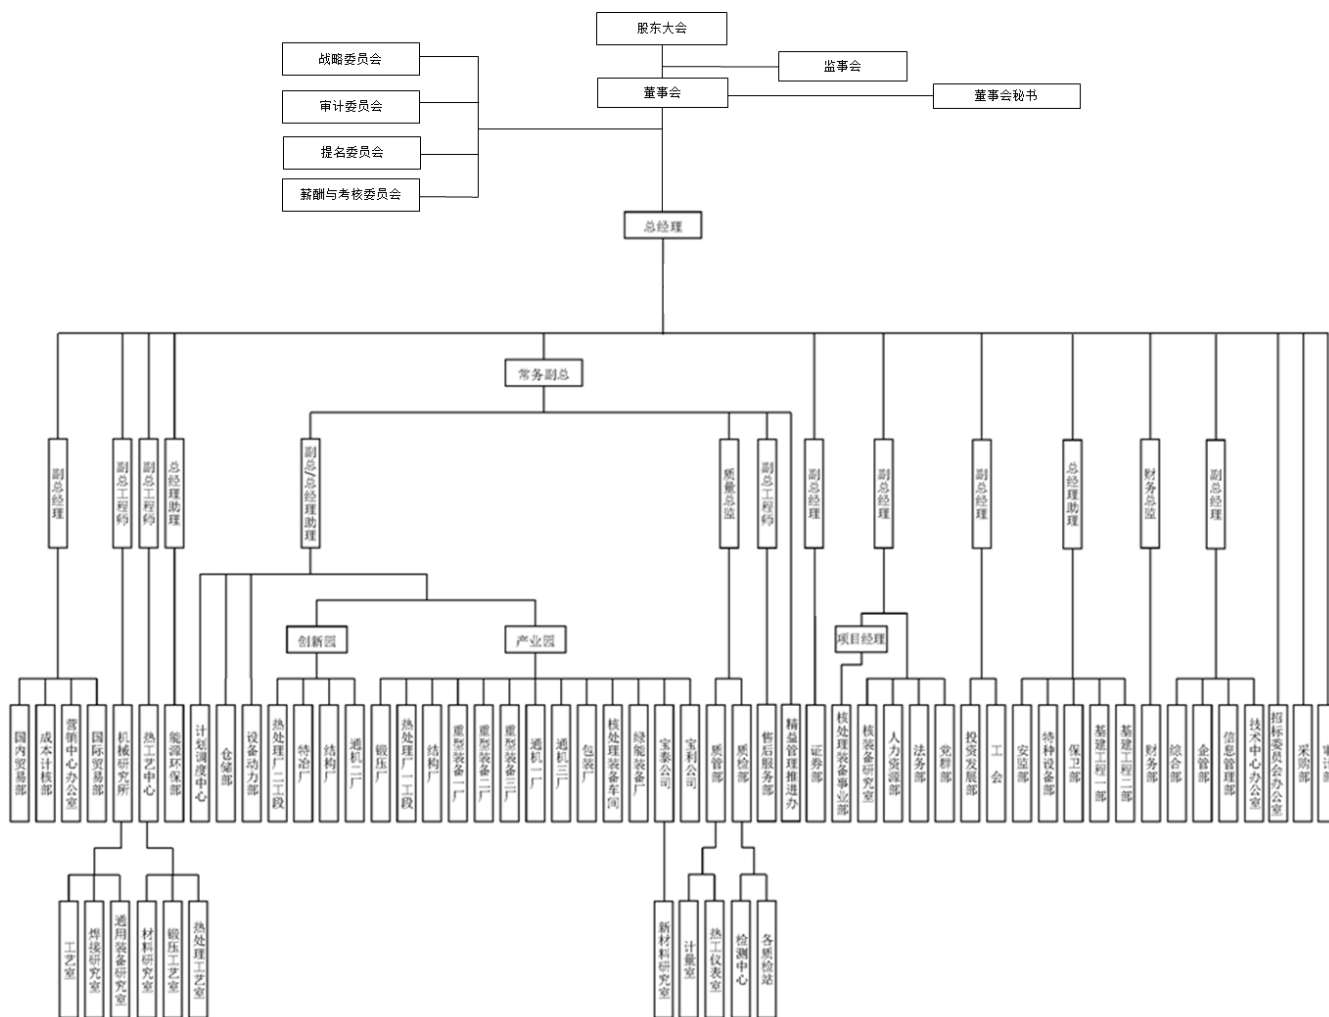 股东大会
战略委员会
监事会
董事会
董事会秘书
审计委员会
提名委员会
薪酬与考核委员会
总经理
常务副总
副总经理
副总工程师
副总工程师
总经理助理
副总/总经理助理
质量总监
副总工程师
副总经理
副总经理
副总经理
总经理助理
财务总监
副总经理
创新园
产业园
项目经理
国内贸易部
成本计核部
营销中心办公室
国际贸易部
机械研究所
热工艺中心
能源环保部
计划调度中心
仓储部
设备动力部
热处理厂二工段
特冶厂
结构厂
通机二厂
锻压厂
热处理厂一工段
结构厂
重型装备一厂
重型装备二厂
重型装备三厂
通机一厂
通机三厂
包装厂
核处理装备车间
绿能装备厂
宝泰公司
宝利公司
质管部
质检部
售后服务部
精益管理推进办
证券部
核处理装备事业部
核装备研究室
人力资源部
法务部
党群部
投资发展部
工会
安监部
特种设备部
保卫部
基建工程一部
基建工程二部
财务部
综合部
企管部
信息管理部
技术中心办公室
招标委员会办公室
采购部
工艺室
焊接研究室
通用装备研究室
材料研究室
锻压工艺室
热处理工艺室
新材料研究室
计量室
热工仪表室
检测中心
各质检站